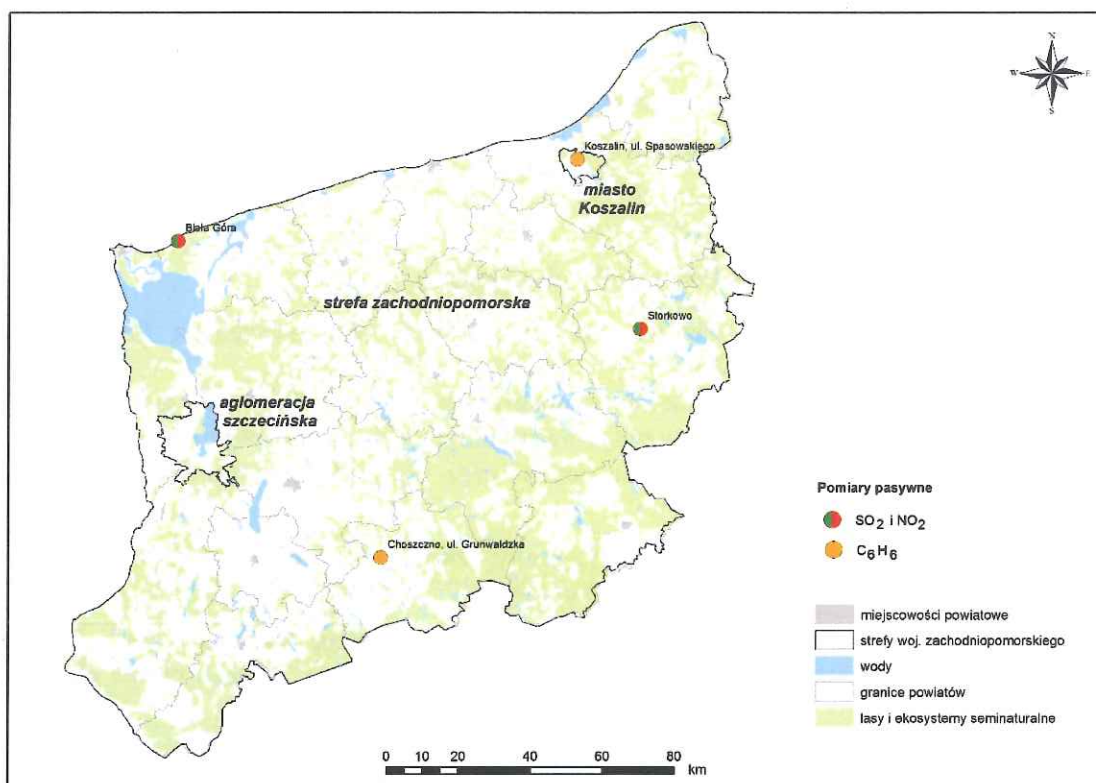 N
W E
S
Koszalin, ul. Spasowskiego
miasto
Koszalin
Biała Góra
strefa zachodniopomorska
Storkowo
aglomeracja
szczecińska
Choszczno, ul. Grunwaldzka
Pomiary pasywne
SO2 i NO2
C6H6
miejscowości powiatowe
strefy woj. zachodniopomorskiego
wody
granice powiatów
lasy i ekosystemy seminaturalne
0 10 20 40 60 80
km